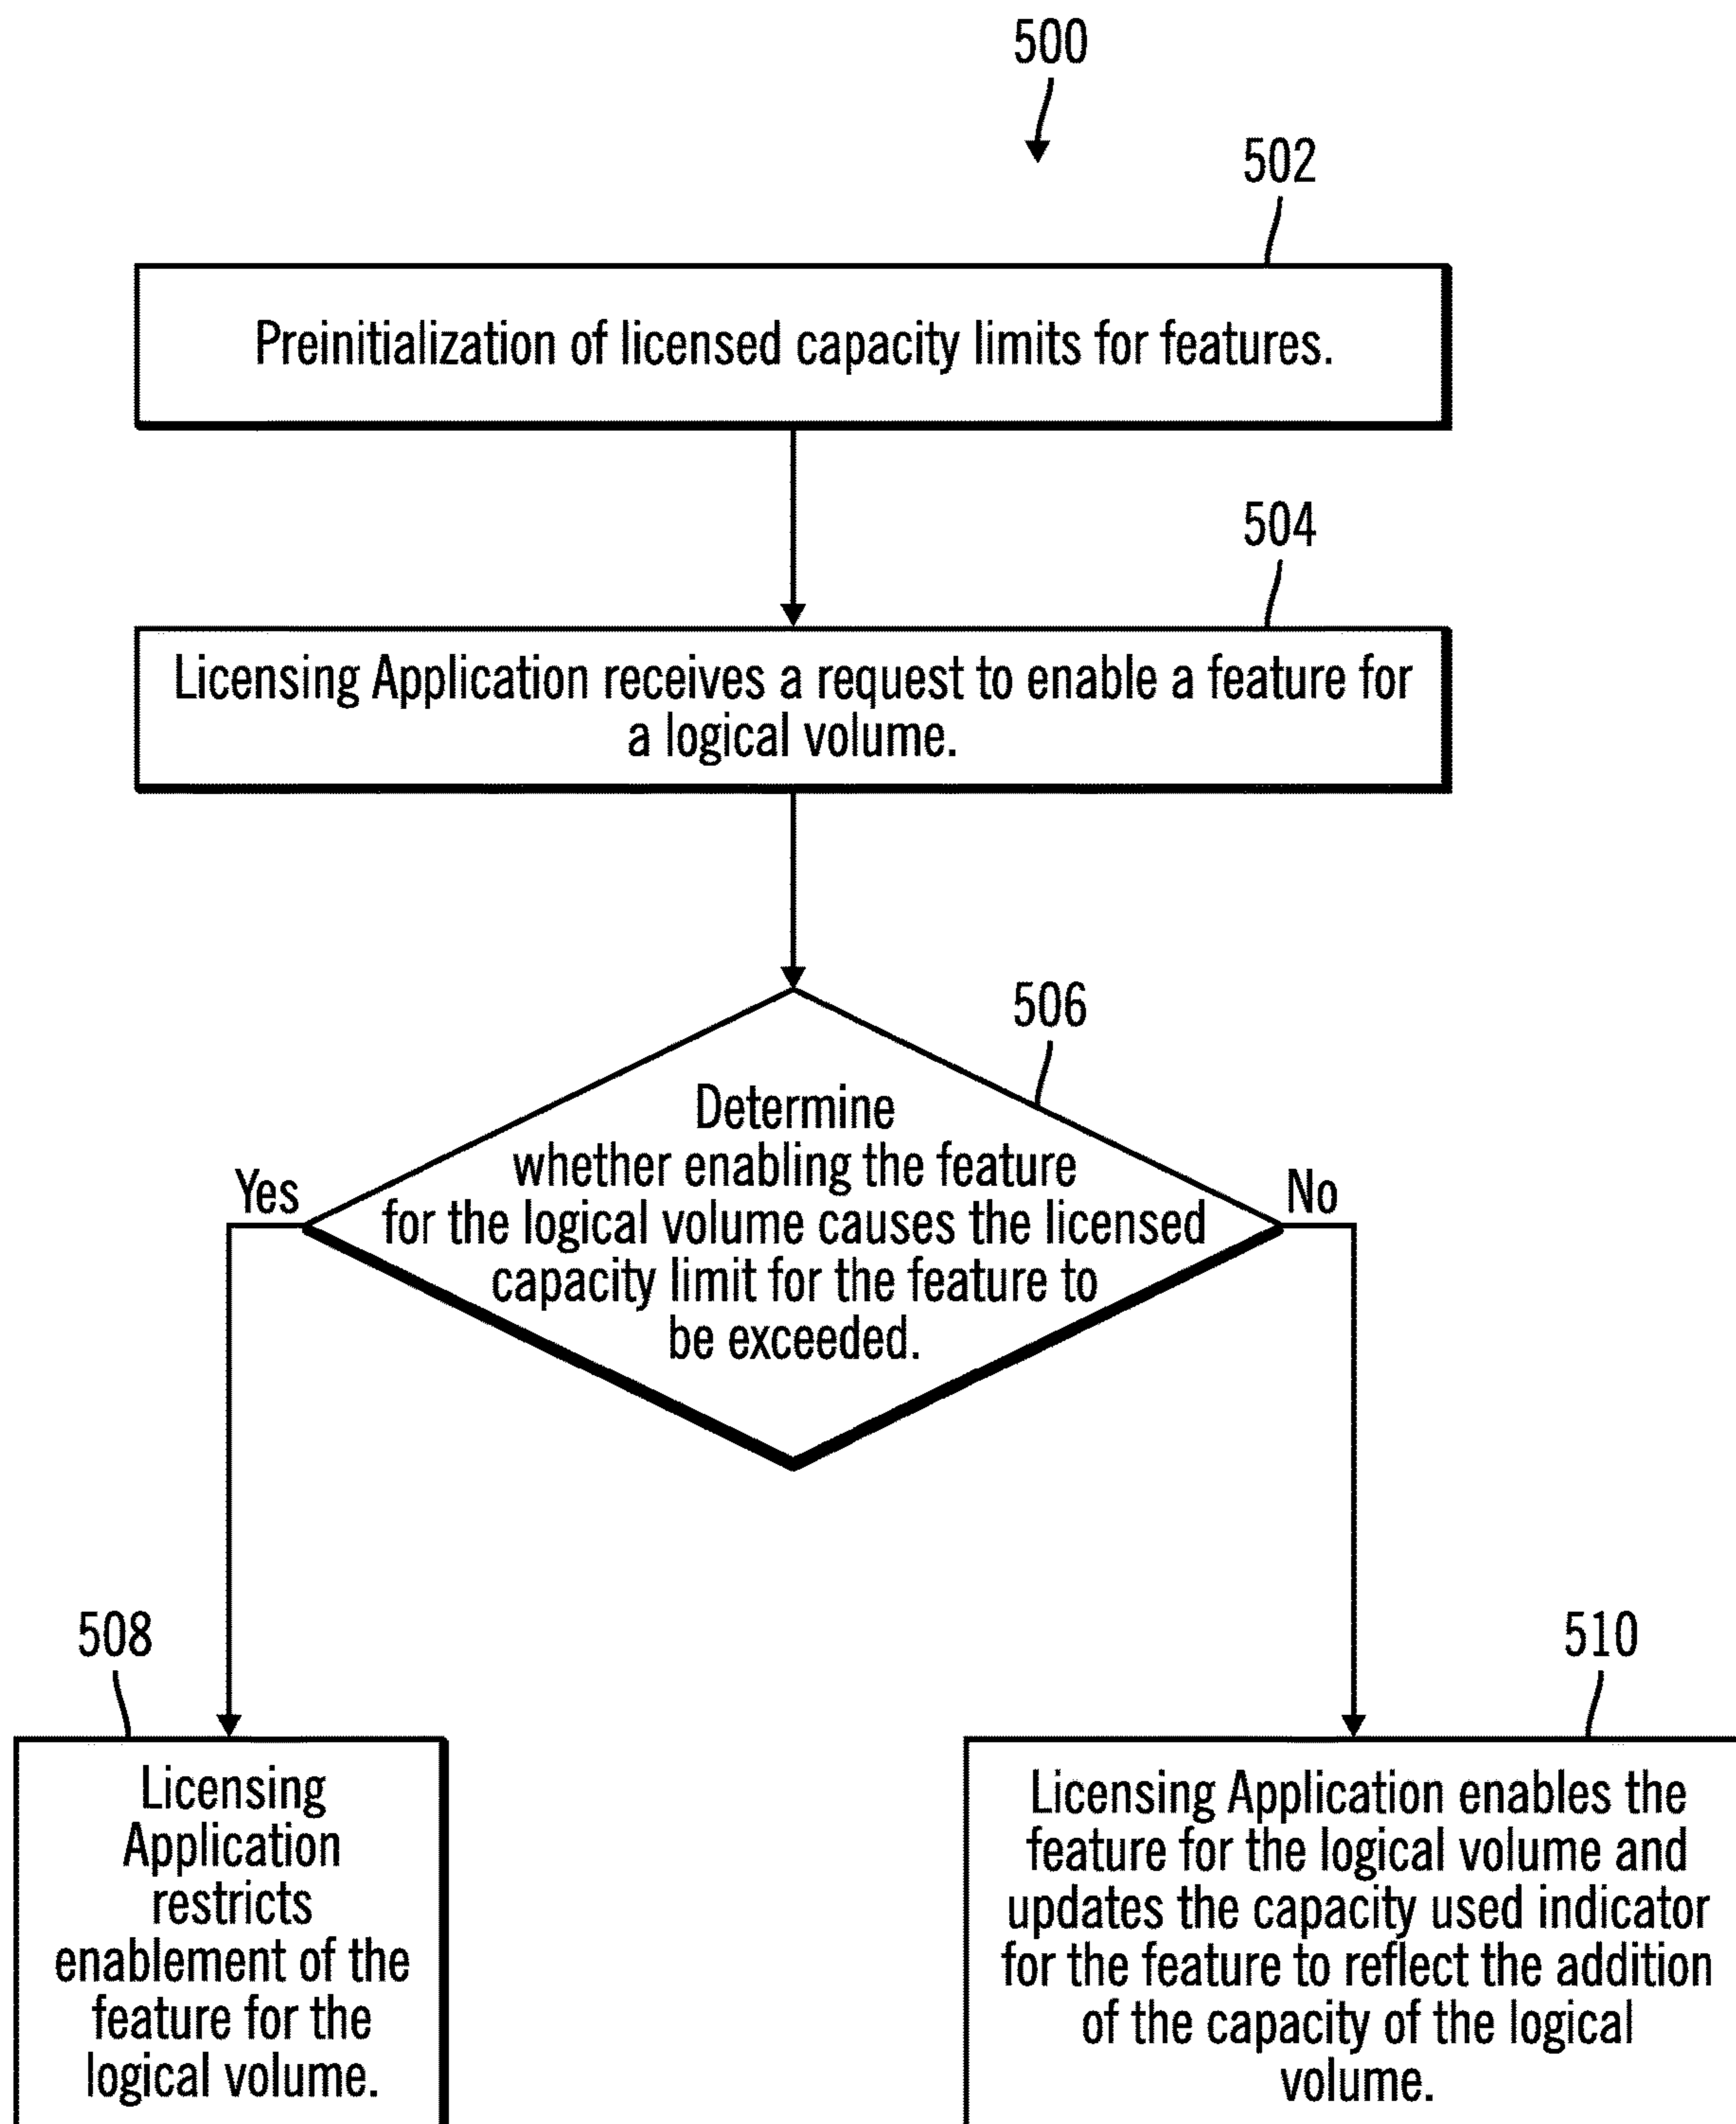 500
502
Preinitialization of licensed capacity limits for features.
504
Licensing Application receives a request to enable a feature for
a logical volume.
506
Determine
whether enabling the feature
for the logical volume causes the licensed
capacity limit for the feature to
be exceeded.
Yes
No
508
Licensing
Application
restricts
enablement of the
feature for the
logical volume.
510
Licensing Application enables the
feature for the logical volume and
updates the capacity used indicator
for the feature to reflect the addition
of the capacity of the logical
volume.